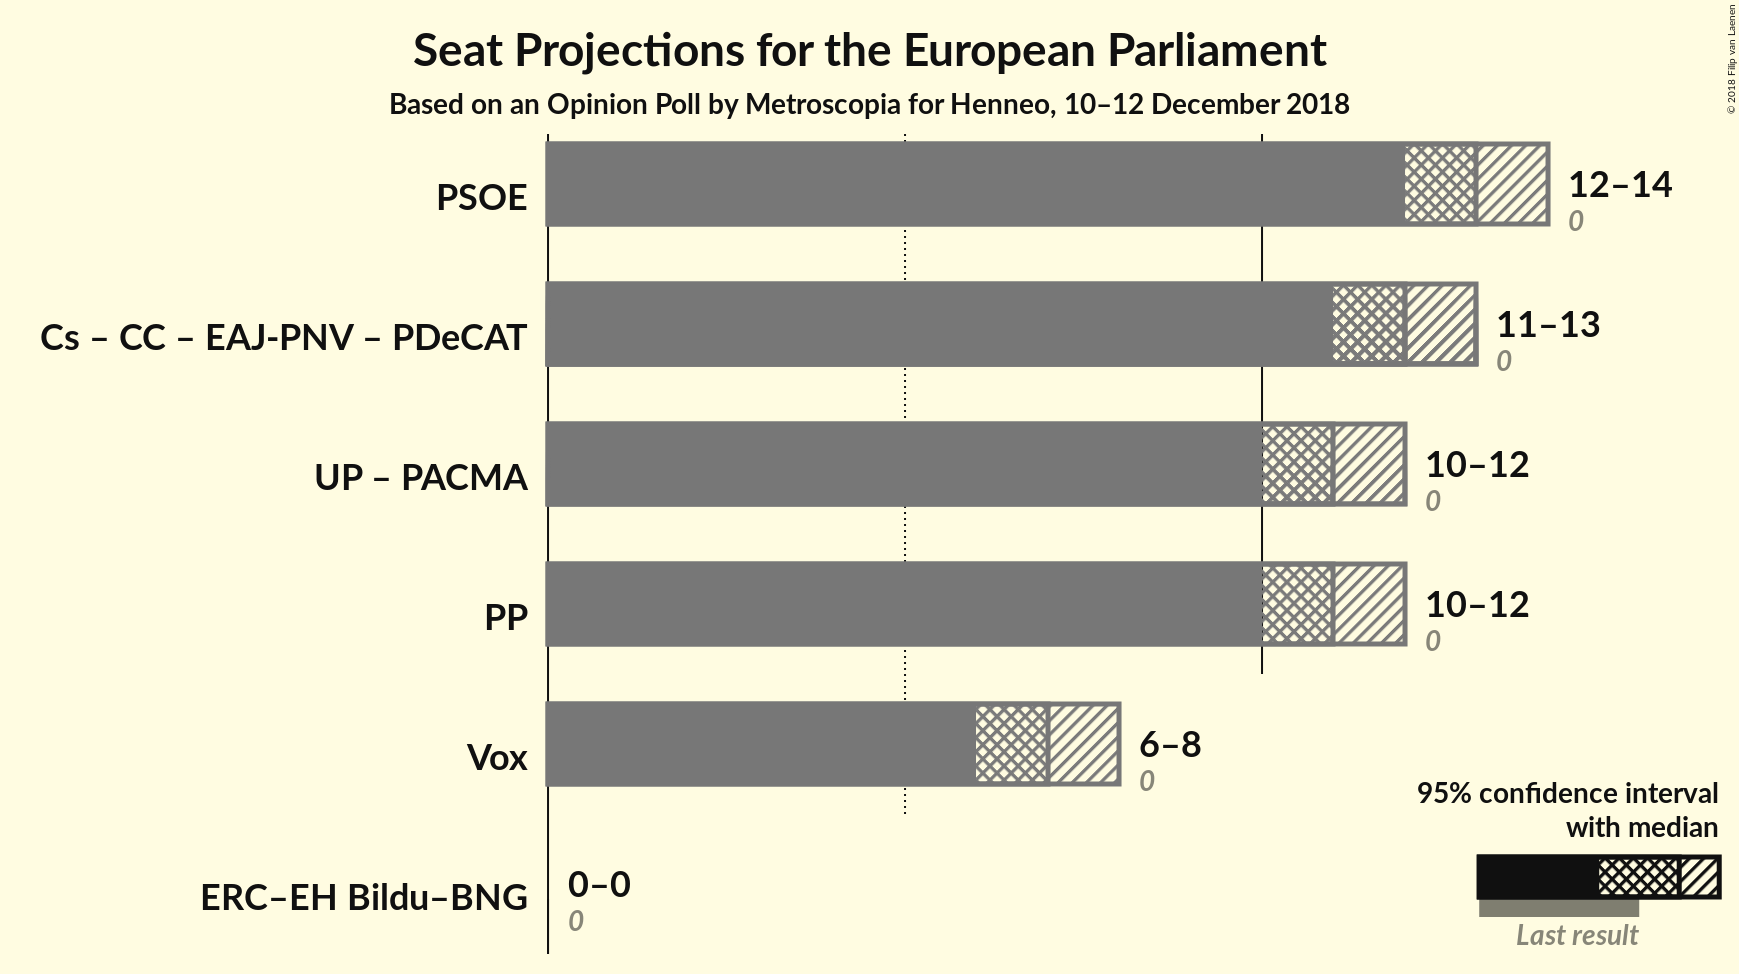 Seat Projections for the European Parliament
Based on an Opinion Poll by Metroscopia for Henneo, 10–12 December 2018
© 2018 Filip van Laenen
PSOE
12–14
0
Cs – CC – EAJ-PNV – PDeCAT
11–13
0
UP – PACMA
10–12
0
PP
10–12
0
Vox
6–8
0
ERC–EH Bildu–BNG
0–0
0
95% confidence interval
with median
Last result